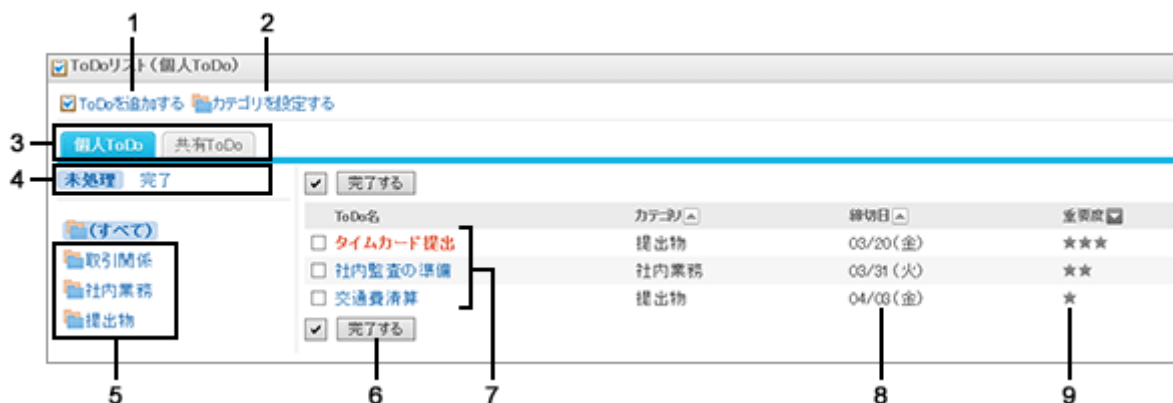 1 2
ToDoリスト(個人ToDo)
ToDoを追加する カテゴリを設定する
3 個人ToDo 共有ToDo
4 未処理 完了 完了する
ToDo名 カテゴリ 締切日 重要度
(すべて) タイムカード提出 提出物 03/20(金) ★★★
取引関係 社内監査の準備 社内業務 03/31(火) ★★
社内業務 交通費清算 提出物 04/03(金) ★
提出物 完了する
5 6 7 8 9